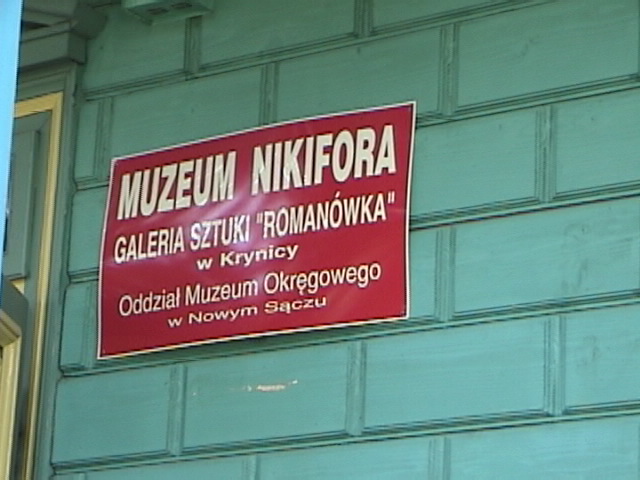 MUZEUM NIKIFORA
GALERIA SZTUKI "ROMANÓWKA"
w Krynicy
Oddział Muzeum Okręgowego
w Nowym Sączu